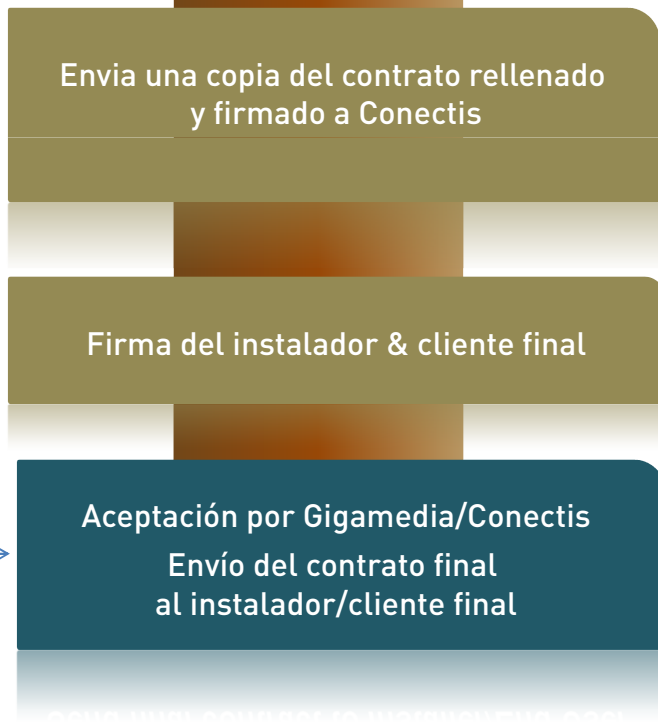 Envia una copia del contrato rellenado
y firmado a Conectis
Firma del instalador & cliente final
Aceptación por Gigamedia/Conectis
Envío del contrato final
al instalador/cliente final